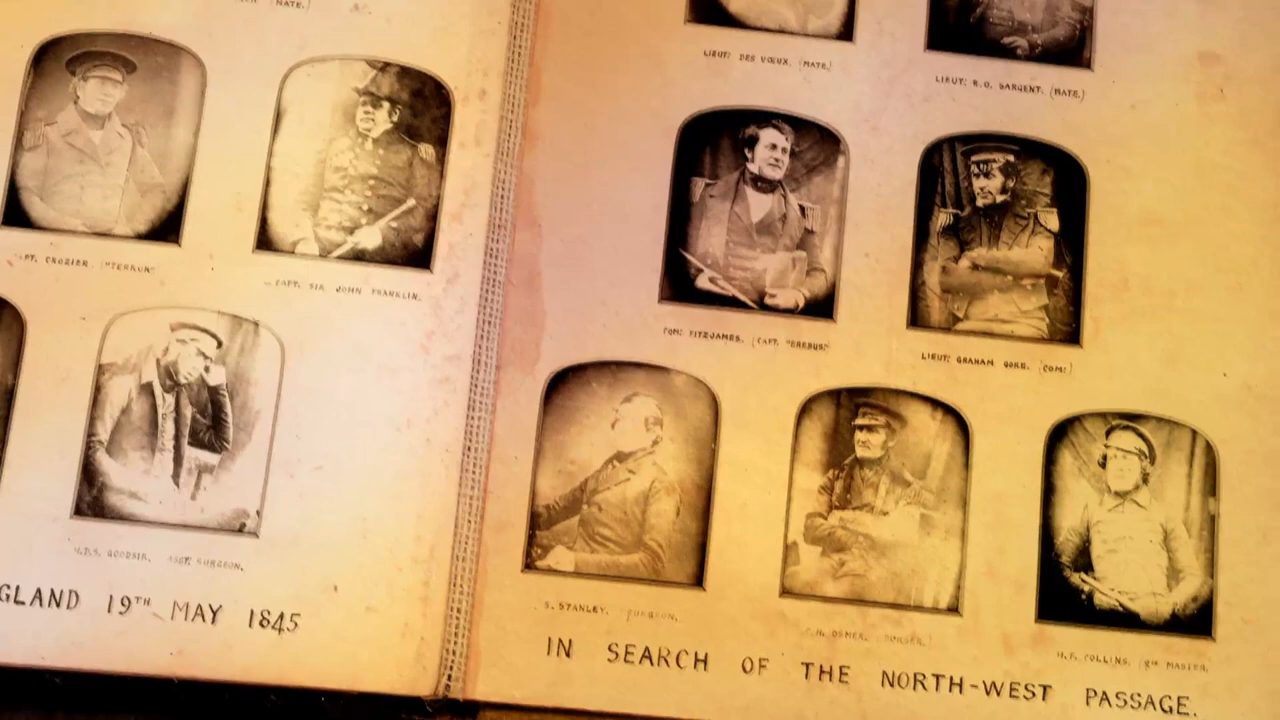 (MATE.)
CAPT. CROZIER. "TERROR"
CAPT. SIR JOHN FRANKLIN.
H.D.S. GOODSIR. ASST. SURGEON.
GLAND 19TH MAY 1845
LIEUT: DES VŒUX. (MATE.)
LIEUT: R.O. SARGENT. (MATE.)
COM: FITZJAMES. (CAPT. "EREBUS"
LIEUT: GRAHAM GORE. (COM:)
S. STANLEY. SURGEON.
OSMER. (PURSER.)
H.F. COLLINS. MASTER.
IN SEARCH OF THE NORTH-WEST PASSAGE.